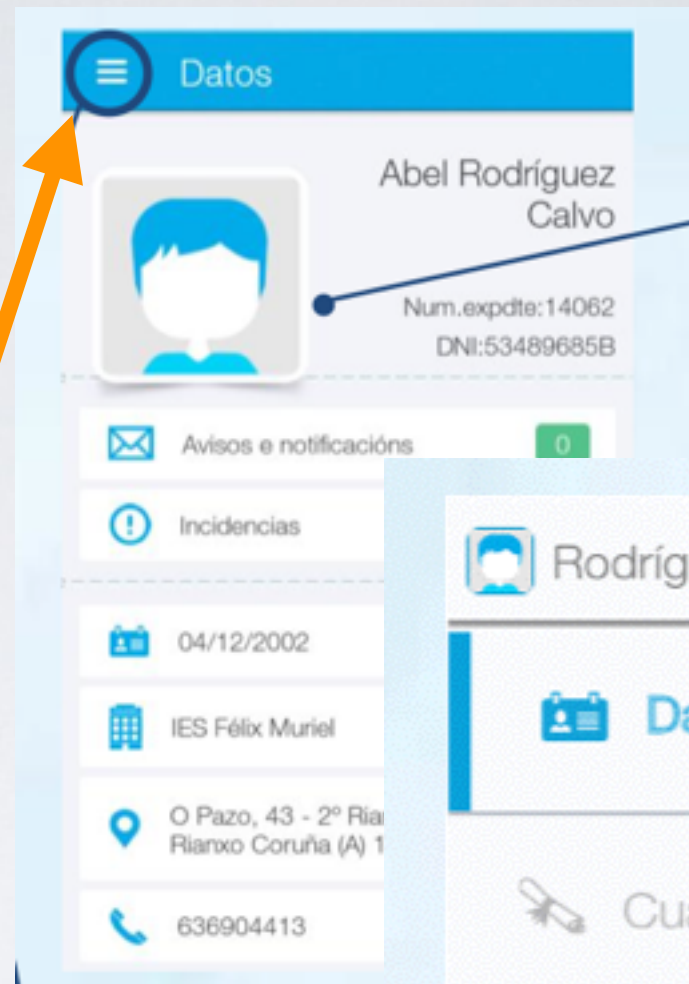 Datos
Abel Rodríguez
Calvo
Num.expdte:14062
DNI:53489685B
Avisos e notificacións 0
Incidencias
04/12/2002
IES Félix Muriel
O Pazo, 43 - 2º
Rianxo Coruña (A) 1
636904413